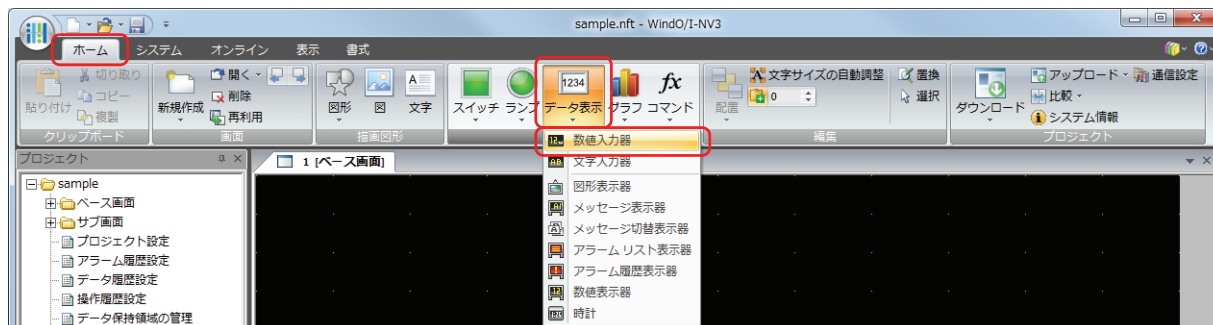 sample.nft - WindO/I-NV3
ホーム システム オンライン 表示 書式
貼り付け 切り取り コピー 複製
新規作成 開く 削除 再利用
図形 図 文字
スイッチ ランプ データ表示 グラフ コマンド
1234
fx
配置 文字サイズの自動調整 0 置換 選択
ダウンロード アップロード 比較 システム情報 通信設定
クリップボード 画面 描画図形 編集 プロジェクト
数値入力器
文字入力器
図形表示器
メッセージ表示器
メッセージ切替表示器
アラーム リスト表示器
アラーム履歴表示器
数値表示器
時計
プロジェクト
1 [ベース画面]
sample
ベース画面
サブ画面
プロジェクト設定
アラーム履歴設定
データ履歴設定
操作履歴設定
データ保持領域の管理